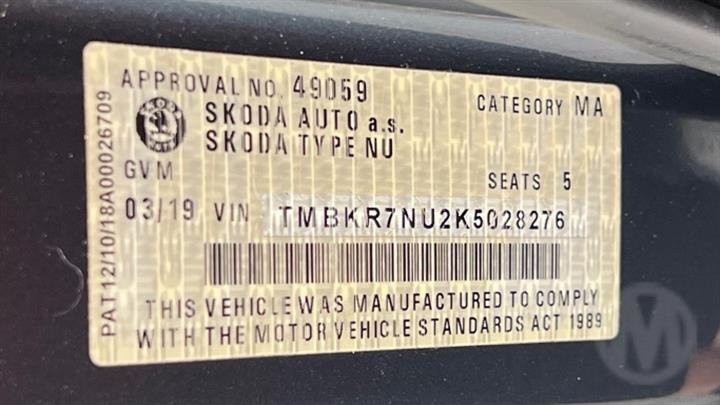 APPROVAL NO. 49059
CATEGORY MA
SKODA AUTO a.s.
SKODA TYPE NU
GVM
SEATS 5
03/19 VIN TMBKR7NU2K5028276
THIS VEHICLE WAS MANUFACTURED TO COMPLY
WITH THE MOTOR VEHICLE STANDARDS ACT 1989
PAT12/10/18A00026709
M